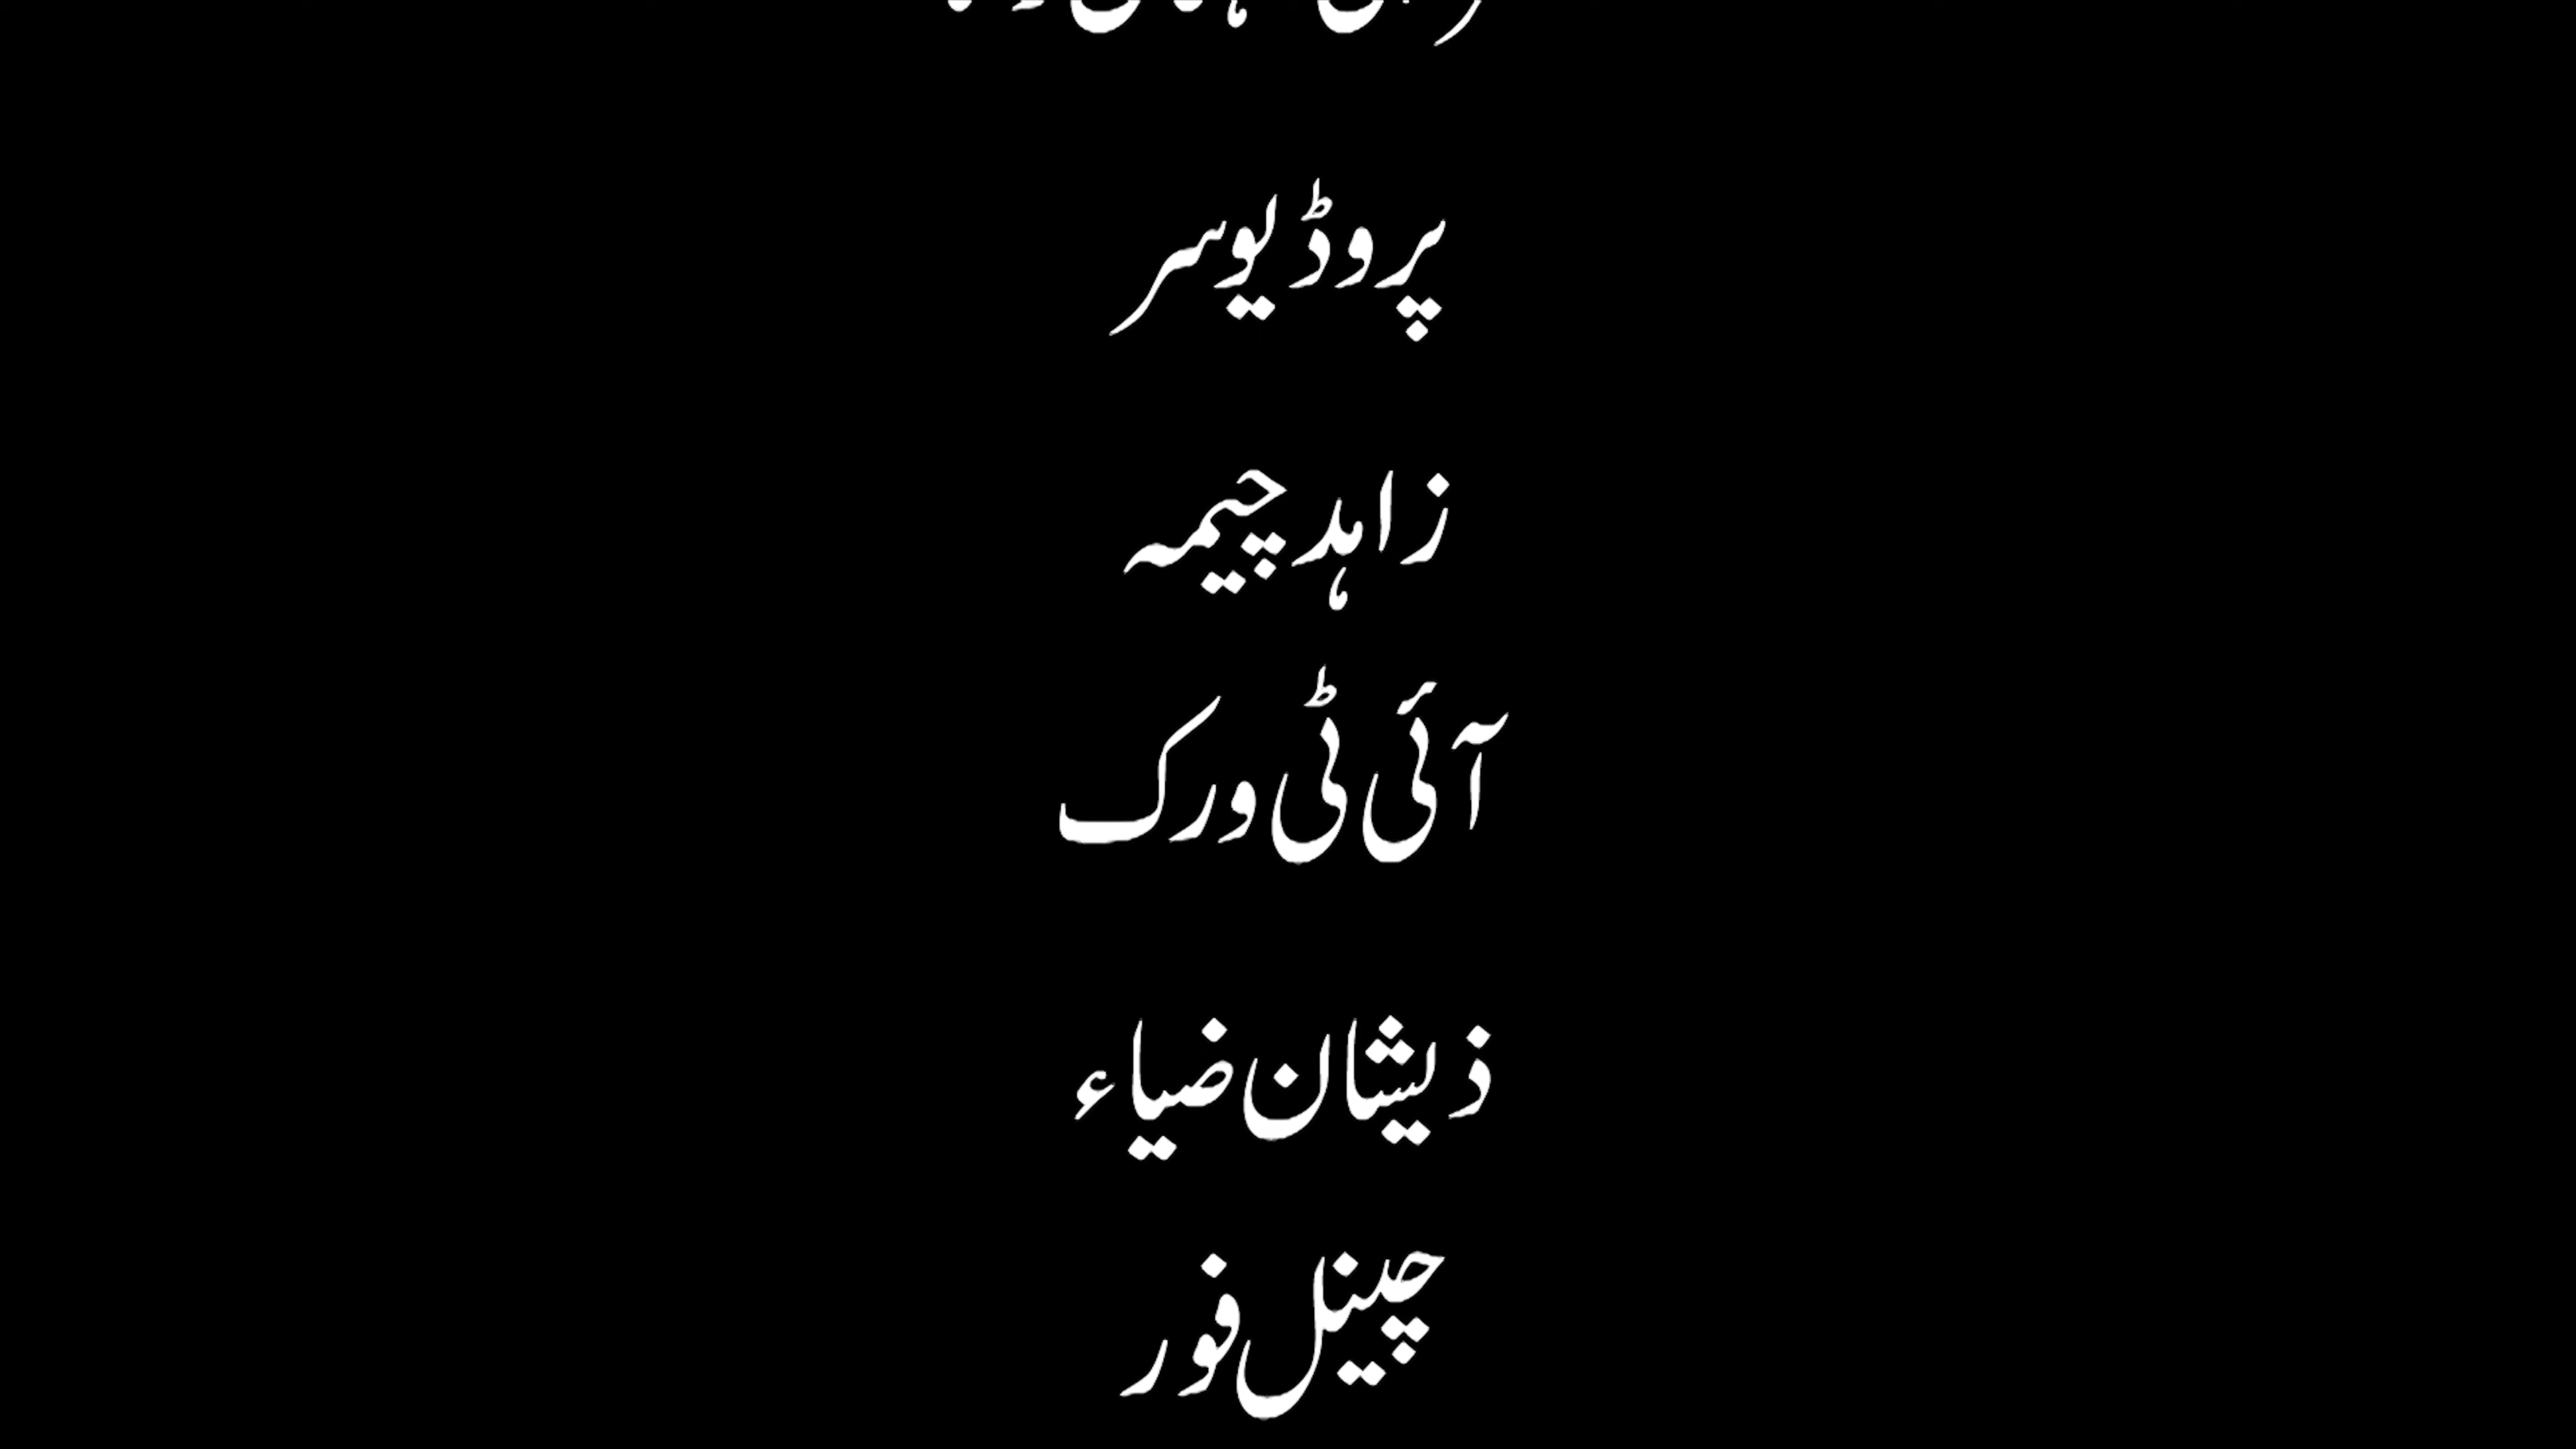 پروڈیوسر
زاہد چیمہ
آئی ٹی ورک
ذیشان ضیاء
چینل فور